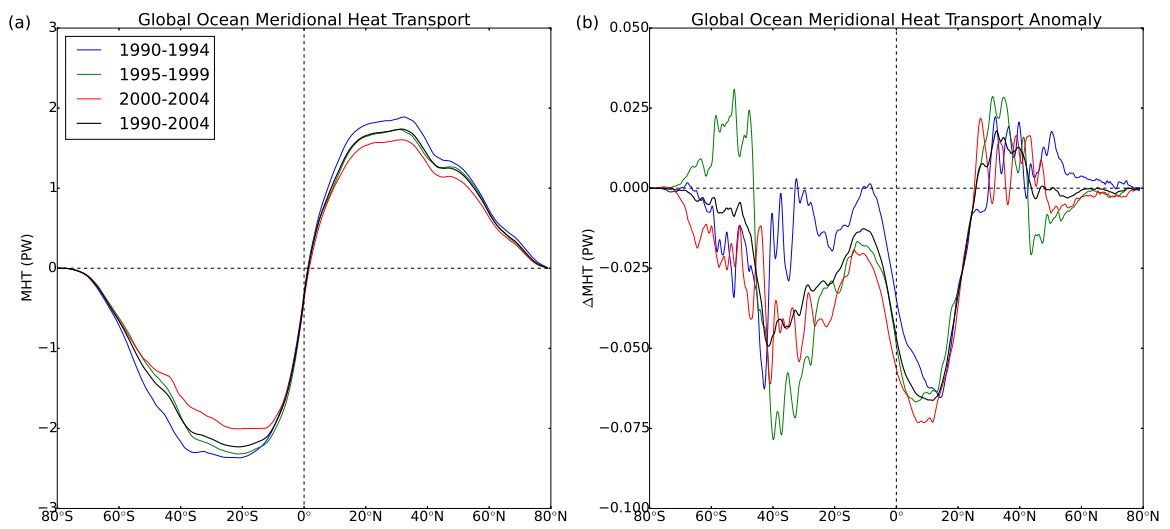 (a)
Global Ocean Meridional Heat Transport
1990-1994
1995-1999
2000-2004
1990-2004
MHT (PW)
3
2
1
0
−1
−2
−3
80°S
60°S
40°S
20°S
0°
20°N
40°N
60°N
80°N
(b)
Global Ocean Meridional Heat Transport Anomaly
ΔMHT (PW)
0.050
0.025
0.000
−0.025
−0.050
−0.075
−0.100
80°S
60°S
40°S
20°S
0°
20°N
40°N
60°N
80°N